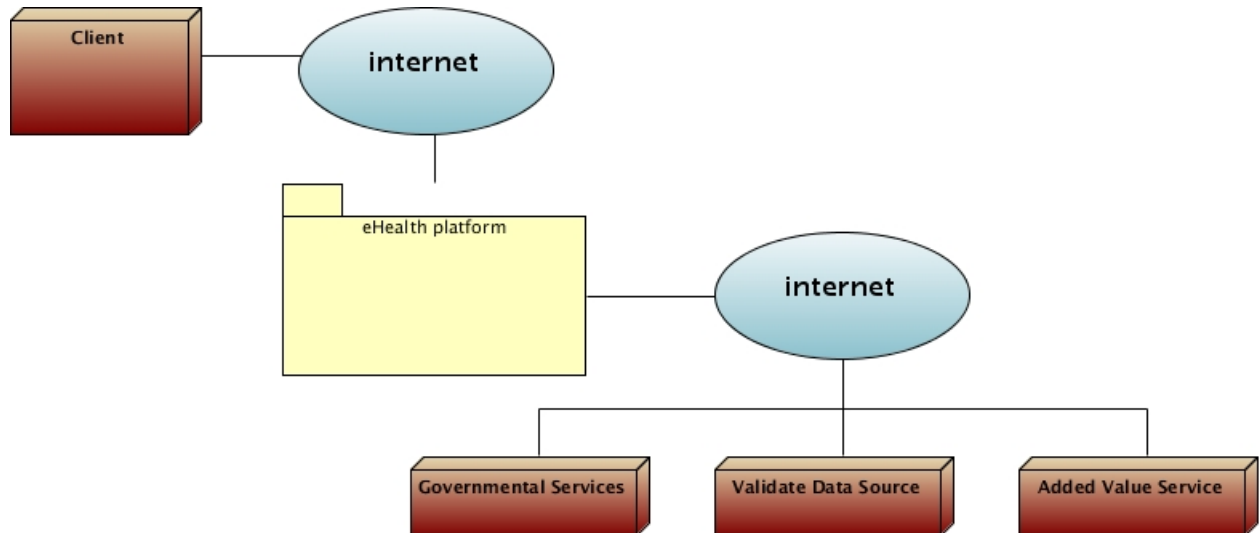 Client
internet
eHealth platform
internet
Governmental Services
Validate Data Source
Added Value Service